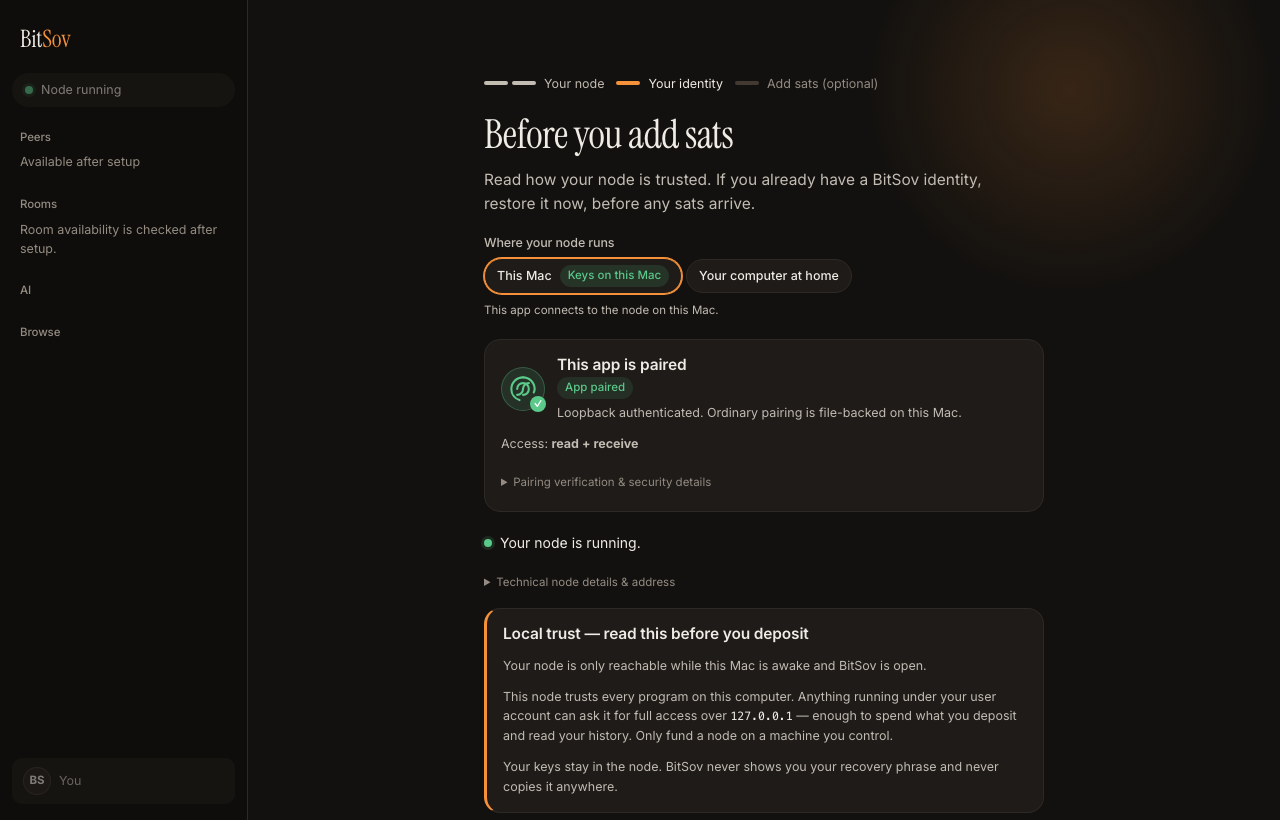 BitSov
Node running
Peers
Available after setup
Rooms
Room availability is checked after
setup.
AI
Browse
BS You
Your node Your identity Add sats (optional)
Before you add sats
Read how your node is trusted. If you already have a BitSov identity,
restore it now, before any sats arrive.
Where your node runs
This Mac Keys on this Mac Your computer at home
This app connects to the node on this Mac.
This app is paired
App paired
Loopback authenticated. Ordinary pairing is file-backed on this Mac.
Access: read + receive
Pairing verification & security details
Your node is running.
Technical node details & address
Local trust — read this before you deposit
Your node is only reachable while this Mac is awake and BitSov is open.
This node trusts every program on this computer. Anything running under your user
account can ask it for full access over 127.0.0.1 — enough to spend what you deposit
and read your history. Only fund a node on a machine you control.
Your keys stay in the node. BitSov never shows you your recovery phrase and never
copies it anywhere.